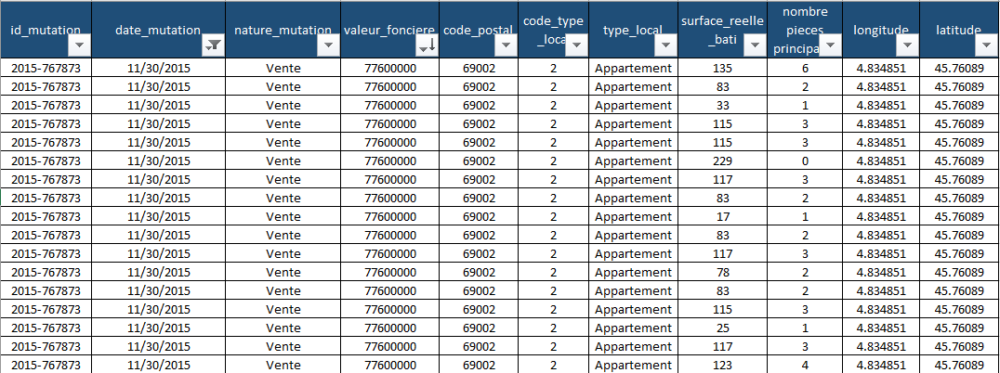 id_mutation date_mutation nature_mutation valeur_fonciere code_postal code_type_loca type_local surface_reelle_bati nombre pieces principa longitude latitude
2015-767873 11/30/2015 Vente 77600000 69002 2 Appartement 135 6 4.834851 45.76089
2015-767873 11/30/2015 Vente 77600000 69002 2 Appartement 83 2 4.834851 45.76089
2015-767873 11/30/2015 Vente 77600000 69002 2 Appartement 33 1 4.834851 45.76089
2015-767873 11/30/2015 Vente 77600000 69002 2 Appartement 115 3 4.834851 45.76089
2015-767873 11/30/2015 Vente 77600000 69002 2 Appartement 115 3 4.834851 45.76089
2015-767873 11/30/2015 Vente 77600000 69002 2 Appartement 229 0 4.834851 45.76089
2015-767873 11/30/2015 Vente 77600000 69002 2 Appartement 117 3 4.834851 45.76089
2015-767873 11/30/2015 Vente 77600000 69002 2 Appartement 83 2 4.834851 45.76089
2015-767873 11/30/2015 Vente 77600000 69002 2 Appartement 17 1 4.834851 45.76089
2015-767873 11/30/2015 Vente 77600000 69002 2 Appartement 83 2 4.834851 45.76089
2015-767873 11/30/2015 Vente 77600000 69002 2 Appartement 117 3 4.834851 45.76089
2015-767873 11/30/2015 Vente 77600000 69002 2 Appartement 78 2 4.834851 45.76089
2015-767873 11/30/2015 Vente 77600000 69002 2 Appartement 83 2 4.834851 45.76089
2015-767873 11/30/2015 Vente 77600000 69002 2 Appartement 115 3 4.834851 45.76089
2015-767873 11/30/2015 Vente 77600000 69002 2 Appartement 25 1 4.834851 45.76089
2015-767873 11/30/2015 Vente 77600000 69002 2 Appartement 117 3 4.834851 45.76089
2015-767873 11/30/2015 Vente 77600000 69002 2 Appartement 123 4 4.834851 45.76089